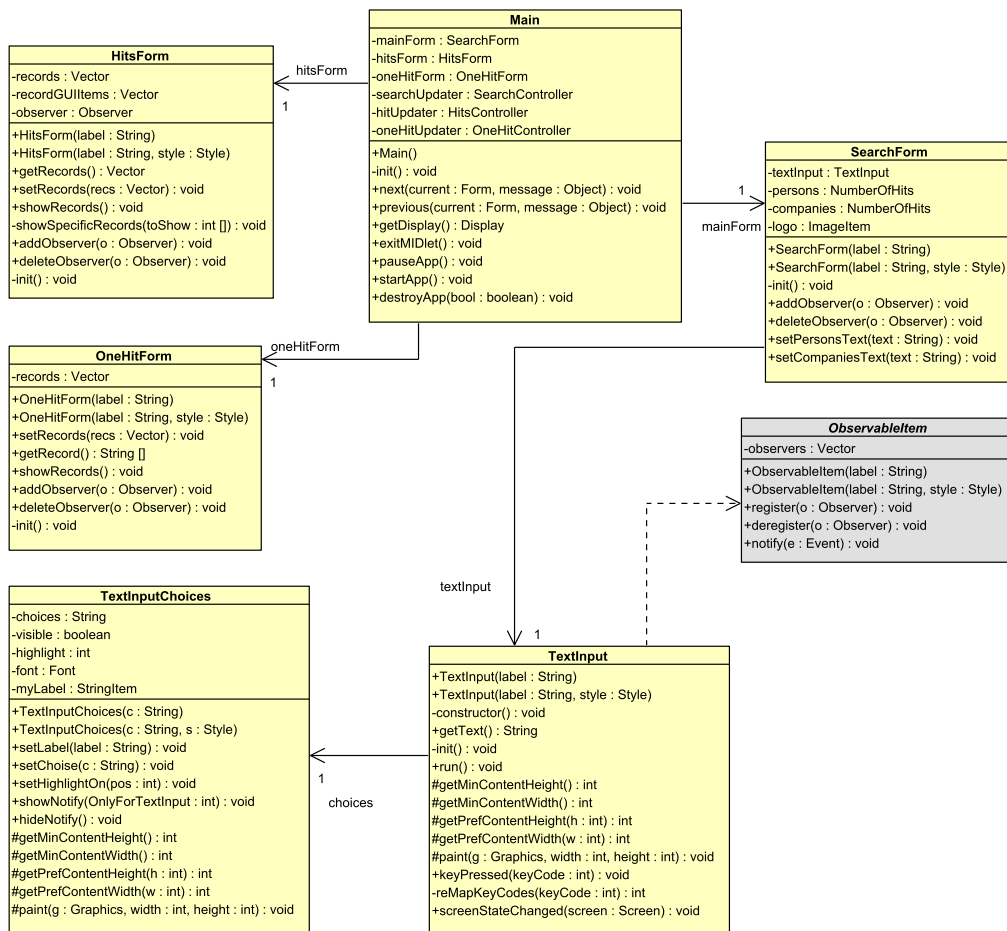 Main
-mainForm : SearchForm
-hitsForm : HitsForm
-oneHitForm : OneHitForm
-searchUpdater : SearchController
-hitUpdater : HitsController
-oneHitUpdater : OneHitController
+Main()
-init() : void
+next(current : Form, message : Object) : void
+previous(current : Form, message : Object) : void
+getDisplay() : Display
+exitMIDlet() : void
+pauseApp() : void
+startApp() : void
+destroyApp(bool : boolean) : void
HitsForm
-records : Vector
-recordGUIItems : Vector
-observer : Observer
+HitsForm(label : String)
+HitsForm(label : String, style : Style)
+getRecords() : Vector
+setRecords(recs : Vector) : void
+showRecords() : void
-showSpecificRecords(toShow : int []) : void
+addObserver(o : Observer) : void
+deleteObserver(o : Observer) : void
-init() : void
hitsForm
1
SearchForm
-textInput : TextInput
-persons : NumberOfHits
-companies : NumberOfHits
-logo : ImageItem
+SearchForm(label : String)
+SearchForm(label : String, style : Style)
-init() : void
+addObserver(o : Observer) : void
+deleteObserver(o : Observer) : void
+setPersonsText(text : String) : void
+setCompaniesText(text : String) : void
1
mainForm
OneHitForm
-records : Vector
+OneHitForm(label : String)
+OneHitForm(label : String, style : Style)
+setRecords(recs : Vector) : void
+getRecord() : String []
+showRecords() : void
+addObserver(o : Observer) : void
+deleteObserver(o : Observer) : void
-init() : void
oneHitForm
1
ObservableItem
-observers : Vector
+ObservableItem(label : String)
+ObservableItem(label : String, style : Style)
+register(o : Observer) : void
+deregister(o : Observer) : void
+notify(e : Event) : void
textInput
1
TextInputChoices
-choices : String
-visible : boolean
-highlight : int
-font : Font
-myLabel : StringItem
+TextInputChoices(c : String)
+TextInputChoices(c : String, s : Style)
+setLabel(label : String) : void
+setChoise(c : String) : void
+setHighlightOn(pos : int) : void
+showNotify(OnlyForTextInput : int) : void
+hideNotify() : void
#getMinContentHeight() : int
#getMinContentWidth() : int
#getPrefContentHeight(h : int) : int
#getPrefContentWidth(w : int) : int
#paint(g : Graphics, width : int, height : int) : void
1
choices
TextInput
+TextInput(label : String)
+TextInput(label : String, style : Style)
-constructor() : void
+getText() : String
-init() : void
+run() : void
#getMinContentHeight() : int
#getMinContentWidth() : int
#getPrefContentHeight(h : int) : int
#getPrefContentWidth(w : int) : int
#paint(g : Graphics, width : int, height : int) : void
+keyPressed(keyCode : int) : void
-reMapKeyCodes(keyCode : int) : int
+screenStateChanged(screen : Screen) : void